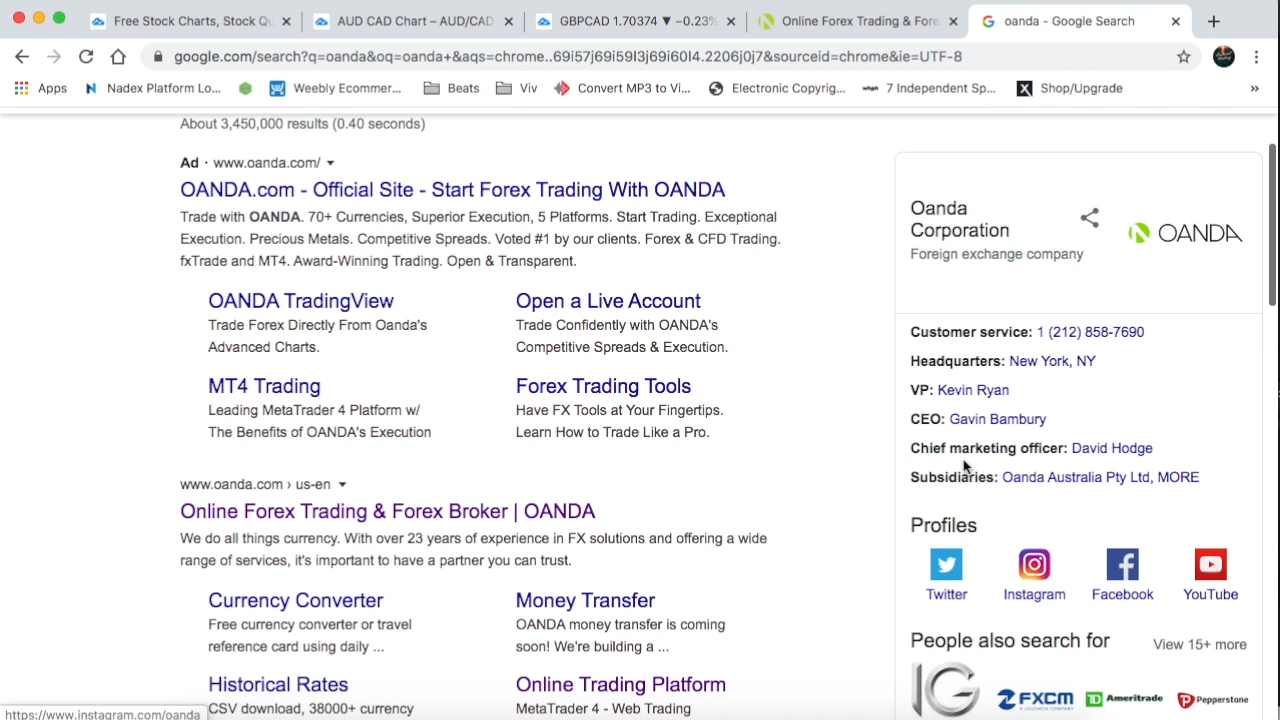 Free Stock Charts, Stock Qu
AUD CAD Chart – AUD/CAD
GBPCAD 1.70374 ▼ −0.23%
Online Forex Trading & Fore
oanda - Google Search
google.com/search?q=oanda&oq=oanda+&aqs=chrome..69i57j69i59l3j69i60l4.2206j0j7&sourceid=chrome&ie=UTF-8
Apps
Nadex Platform Lo...
Weebly Ecommer...
Beats
Viv
Convert MP3 to Vi...
Electronic Copyrig...
7 Independent Sp...
Shop/Upgrade
»
About 3,450,000 results (0.40 seconds)
Ad · www.oanda.com/
OANDA.com - Official Site - Start Forex Trading With OANDA
Trade with OANDA. 70+ Currencies, Superior Execution, 5 Platforms. Start Trading. Exceptional
Execution. Precious Metals. Competitive Spreads. Voted #1 by our clients. Forex & CFD Trading.
fxTrade and MT4. Award-Winning Trading. Open & Transparent.
OANDA TradingView
Trade Forex Directly From Oanda's
Advanced Charts.
Open a Live Account
Trade Confidently with OANDA's
Competitive Spreads & Execution.
MT4 Trading
Leading MetaTrader 4 Platform w/
The Benefits of OANDA's Execution
Forex Trading Tools
Have FX Tools at Your Fingertips.
Learn How to Trade Like a Pro.
www.oanda.com › us-en
Online Forex Trading & Forex Broker | OANDA
We do all things currency. With over 23 years of experience in FX solutions and offering a wide
range of services, it's important to have a partner you can trust.
Currency Converter
Free currency converter or travel
reference card using daily ...
Money Transfer
OANDA money transfer is coming
soon! We're building a ...
Historical Rates
CSV download, 38000+ currency
Online Trading Platform
MetaTrader 4 - Web Trading
https://www.instagram.com/oanda
Oanda
Corporation
Foreign exchange company
OANDA
Customer service: 1 (212) 858-7690
Headquarters: New York, NY
VP: Kevin Ryan
CEO: Gavin Bambury
Chief marketing officer: David Hodge
Subsidiaries: Oanda Australia Pty Ltd, MORE
Profiles
Twitter
Instagram
Facebook
YouTube
People also search for
View 15+ more
IG
FXCM
TD Ameritrade
Pepperstone